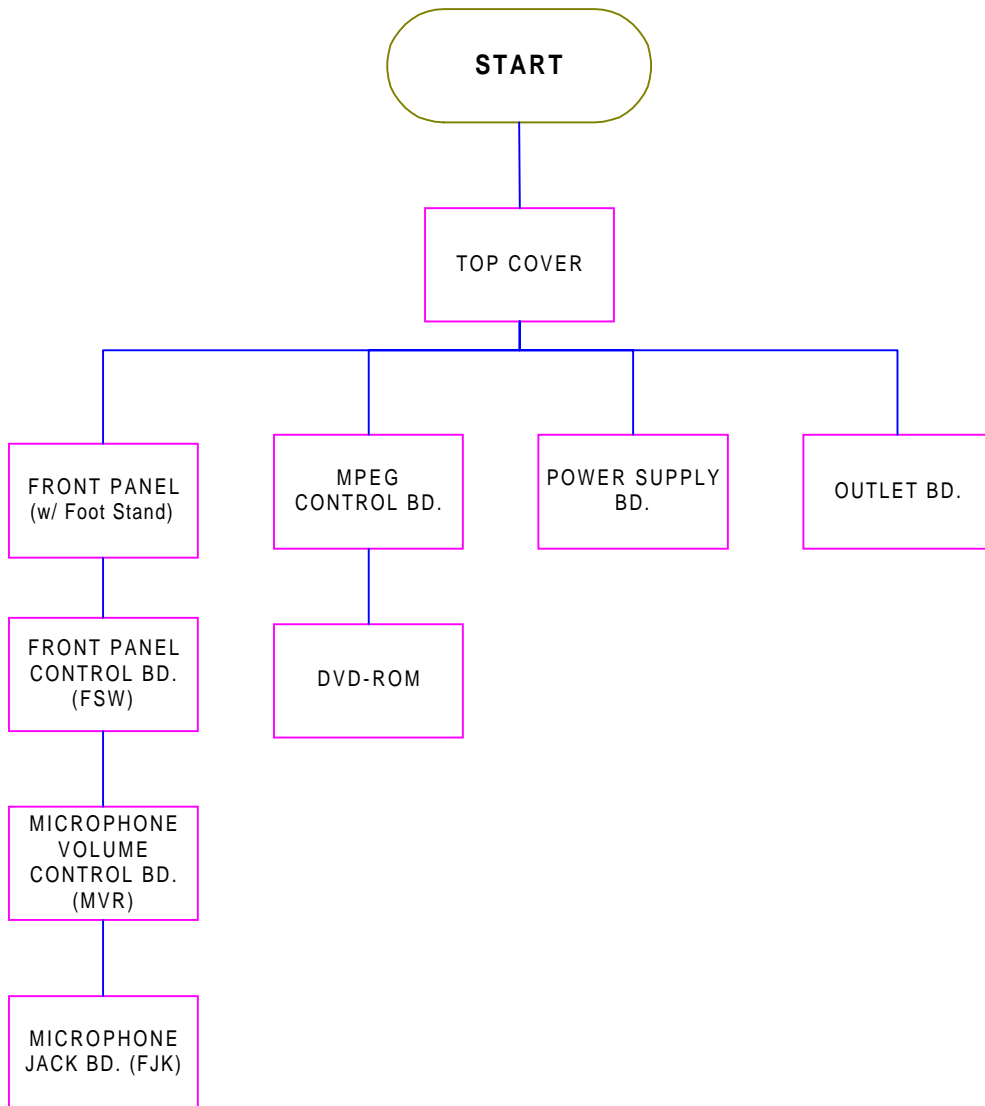 START
TOP COVER
FRONT PANEL
(w/ Foot Stand)
MPEG
CONTROL BD.
POWER SUPPLY
BD.
OUTLET BD.
FRONT PANEL
CONTROL BD.
(FSW)
DVD-ROM
MICROPHONE
VOLUME
CONTROL BD.
(MVR)
MICROPHONE
JACK BD. (FJK)